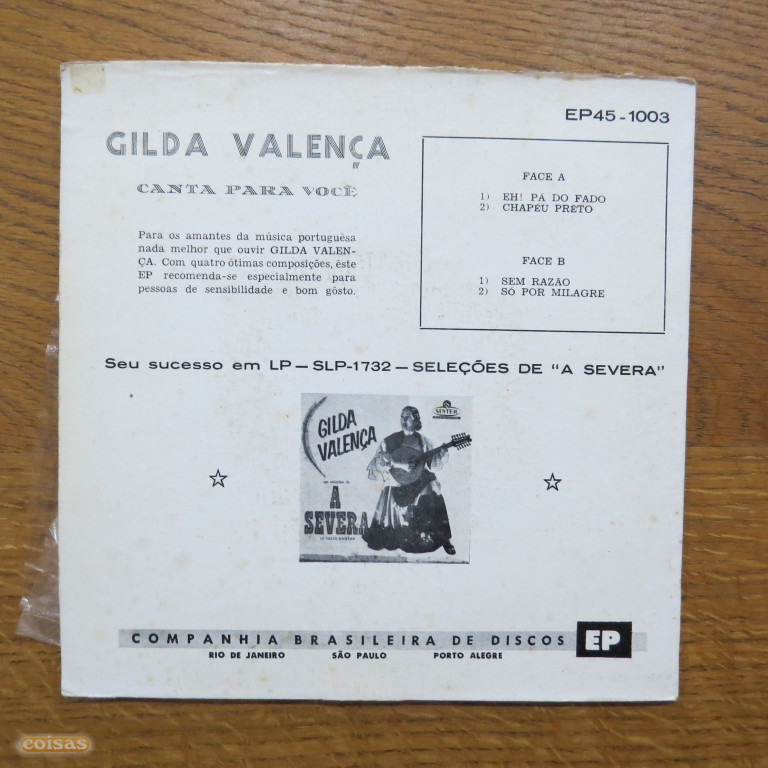 EP45-1003
GILDA VALENÇA
CANTA PARA VOCÊ
Para os amantes da música portuguêsa
nada melhor que ouvir GILDA VALEN-
ÇA. Com quatro ótimas composições, êste
EP recomenda-se especialmente para
pessoas de sensibilidade e bom gôsto.
FACE A
1) EH! PÁ DO FADO
2) CHAPÉU PRÊTO
FACE B
1) SEM RAZÃO
2) SÓ POR MILAGRE
Seu sucesso em LP — SLP-1732 — SELEÇÕES DE "A SEVERA"
SINTER
GILDA
VALENÇA
A
SEVERA
COMPANHIA BRASILEIRA DE DISCOS EP
RIO DE JANEIRO SÃO PAULO PORTO ALEGRE
coisas